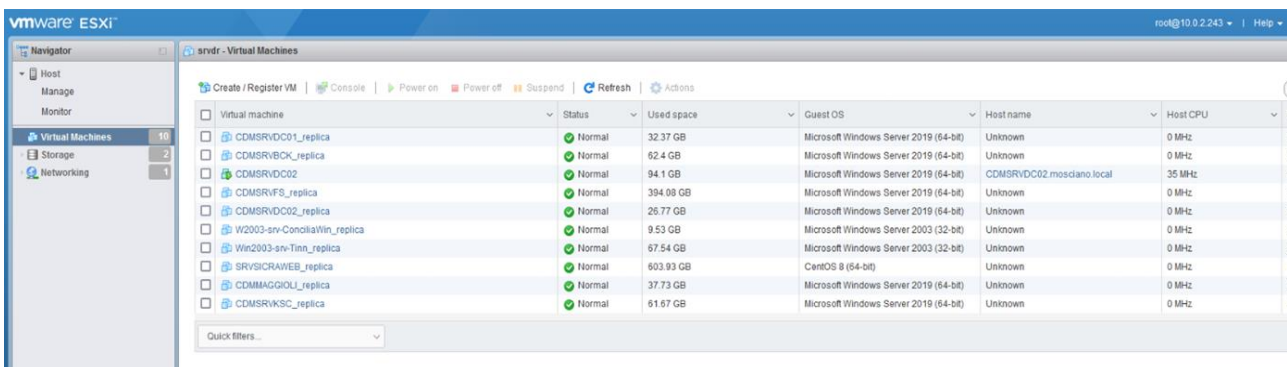 vmware ESXi™
root@10.0.2.243 | Help
Navigator
srvdr - Virtual Machines
Host
Manage
Monitor
Virtual Machines 10
Storage 2
Networking 1
Create / Register VM | Console | Power on Power off Suspend | Refresh | Actions
Virtual machine Status Used space Guest OS Host name Host CPU
CDMSRVDC01_replica Normal 32.37 GB Microsoft Windows Server 2019 (64-bit) Unknown 0 MHz
CDMSRVBCK_replica Normal 62.4 GB Microsoft Windows Server 2019 (64-bit) Unknown 0 MHz
CDMSRVDC02 Normal 94.1 GB Microsoft Windows Server 2019 (64-bit) CDMSRVDC02.mosciano.local 35 MHz
CDMSRVFS_replica Normal 394.08 GB Microsoft Windows Server 2019 (64-bit) Unknown 0 MHz
CDMSRVDC02_replica Normal 26.77 GB Microsoft Windows Server 2019 (64-bit) Unknown 0 MHz
W2003-srv-ConciliaWin_replica Normal 9.53 GB Microsoft Windows Server 2003 (32-bit) Unknown 0 MHz
Win2003-srv-Tinn_replica Normal 67.54 GB Microsoft Windows Server 2003 (32-bit) Unknown 0 MHz
SRVSICRAWEB_replica Normal 603.93 GB CentOS 8 (64-bit) Unknown 0 MHz
CDMMAGGIOLI_replica Normal 37.73 GB Microsoft Windows Server 2019 (64-bit) Unknown 0 MHz
CDMSRVKSC_replica Normal 61.67 GB Microsoft Windows Server 2019 (64-bit) Unknown 0 MHz
Quick filters...